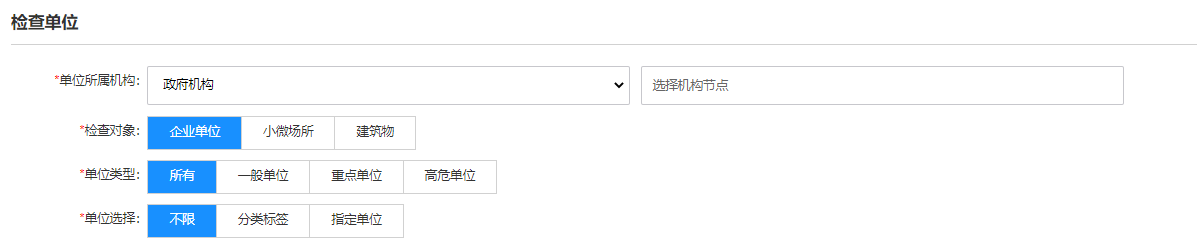 检查单位
*单位所属机构： 政府机构 选择机构节点
*检查对象： 企业单位 小微场所 建筑物
*单位类型： 所有 一般单位 重点单位 高危单位
*单位选择： 不限 分类标签 指定单位